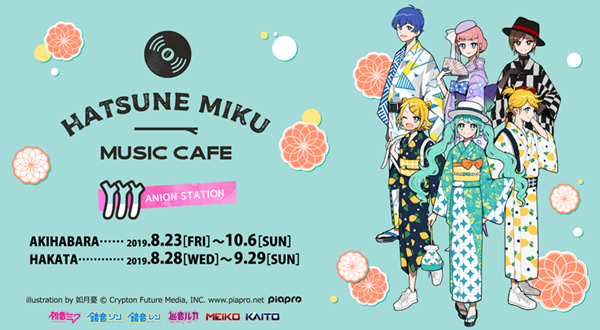 HATSUNE MIKU
MUSIC CAFE
ANION STATION
AKIHABARA…… 2019.8.23[FRI]～10.6[SUN]
HAKATA………… 2019.8.28[WED]～9.29[SUN]
illustration by 如月憂 © Crypton Future Media, INC. www.piapro.net piapro
初音ミク 鏡音リン 鏡音レン 巡音ルカ MEIKO KAITO